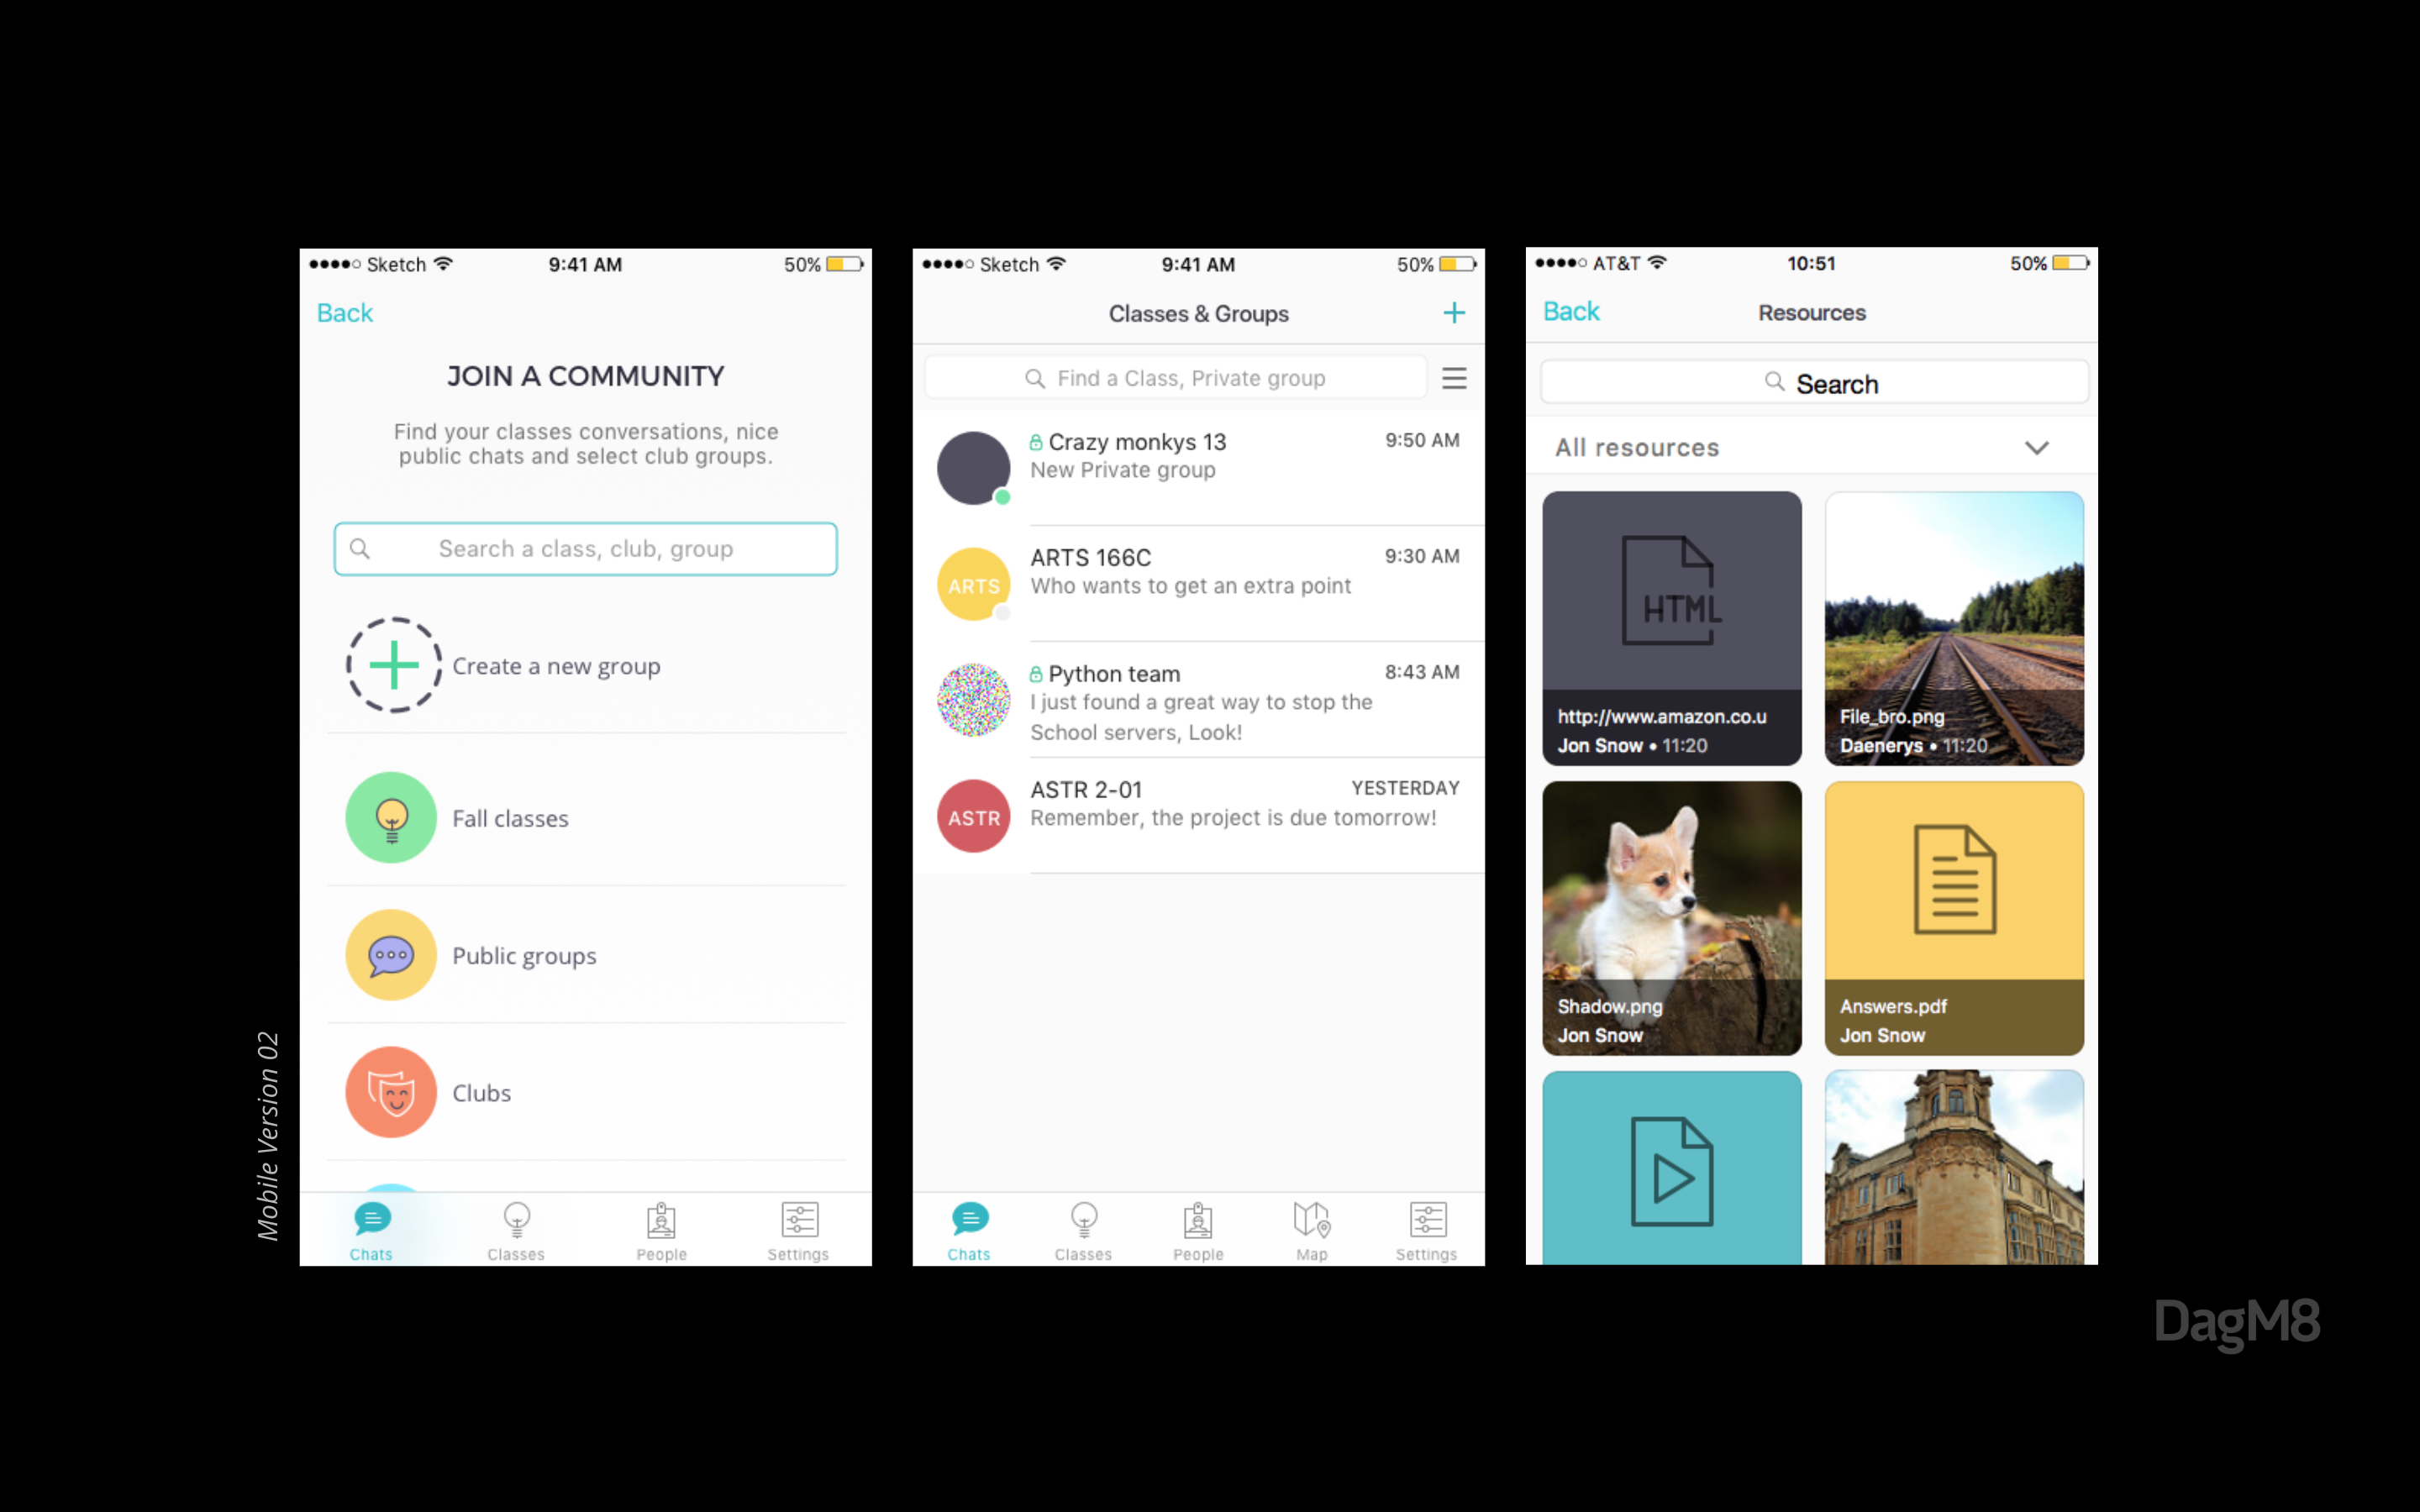 Sketch 9:41 AM 50%
Back
JOIN A COMMUNITY
Find your classes conversations, nice
public chats and select club groups.
Search a class, club, group
Create a new group
Fall classes
Public groups
Clubs
Chats Classes People Settings
Sketch 9:41 AM 50%
Classes & Groups +
Find a Class, Private group
Crazy monkys 13 9:50 AM
New Private group
ARTS
ARTS 166C 9:30 AM
Who wants to get an extra point
Python team 8:43 AM
I just found a great way to stop the
School servers, Look!
ASTR
ASTR 2-01 YESTERDAY
Remember, the project is due tomorrow!
Chats Classes People Map Settings
AT&T 10:51 50%
Back Resources
Search
All resources
HTML
http://www.amazon.co.u
Jon Snow • 11:20
File_bro.png
Daenerys • 11:20
Shadow.png
Jon Snow
Answers.pdf
Jon Snow
Mobile Version 02
DagM8